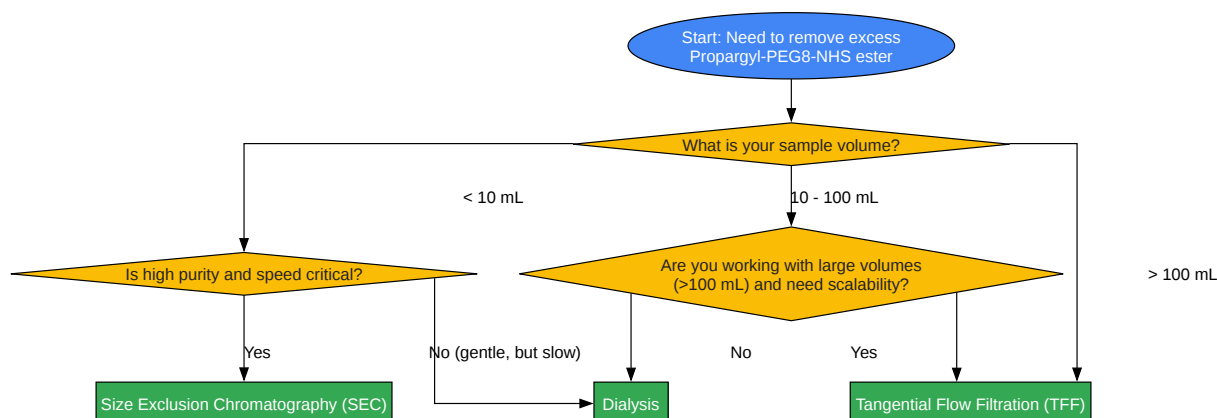 Start: Need to remove excess
Propargyl-PEG8-NHS ester
What is your sample volume?
< 10 mL
10 - 100 mL
> 100 mL
Is high purity and speed critical?
Are you working with large volumes
(>100 mL) and need scalability?
Yes
No (gentle, but slow)
No
Yes
Size Exclusion Chromatography (SEC)
Dialysis
Tangential Flow Filtration (TFF)